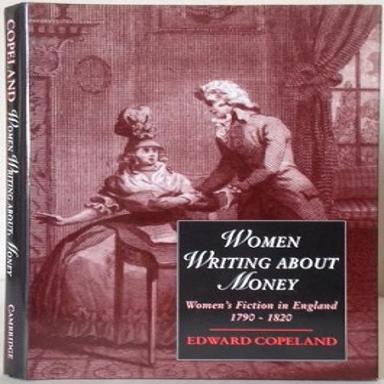 COPELAND WOMEN WRITING ABOUT MONEY CAMBRIDGE
WOMEN
WRITING ABOUT
MONEY
Women's Fiction in England
1790 - 1820
EDWARD COPELAND